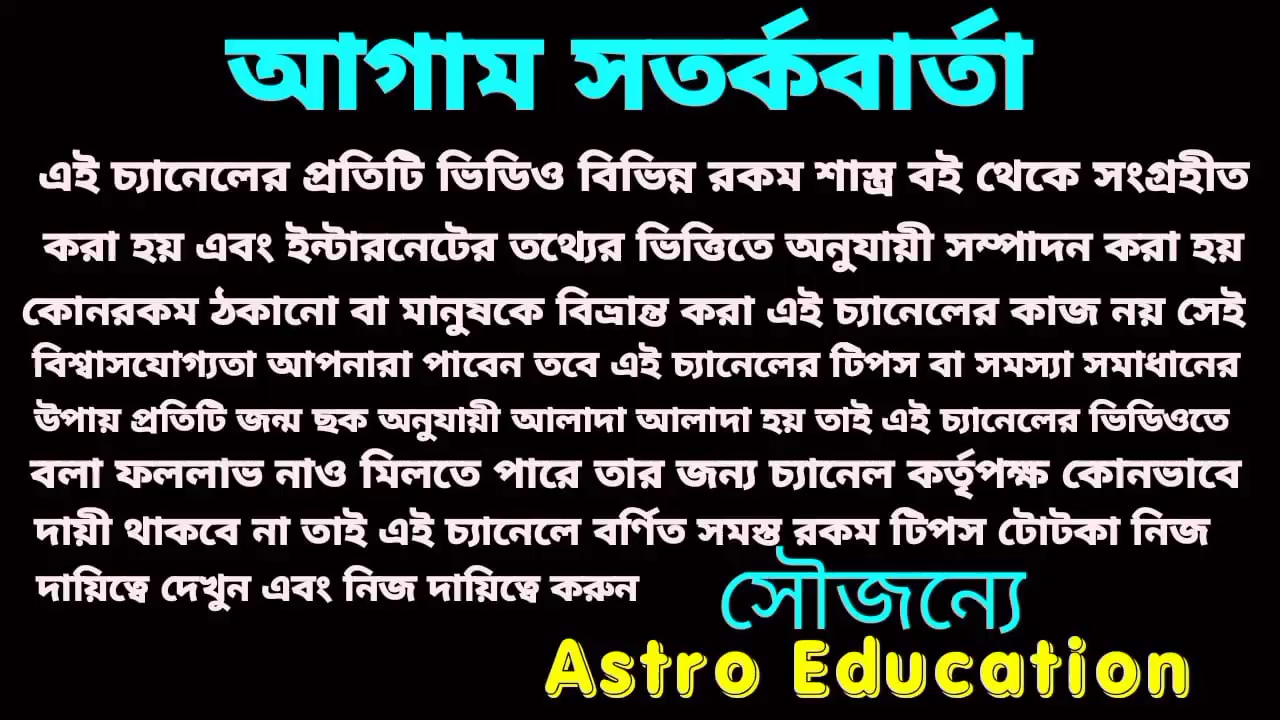 আগাম সতর্কবার্তা
এই চ্যানেলের প্রতিটি ভিডিও বিভিন্ন রকম শাস্ত্র বই থেকে সংগ্রহীত
করা হয় এবং ইন্টারনেটের তথ্যের ভিত্তিতে অনুযায়ী সম্পাদন করা হয়
কোনরকম ঠকানো বা মানুষকে বিভ্রান্ত করা এই চ্যানেলের কাজ নয় সেই
বিশ্বাসযোগ্যতা আপনারা পাবেন তবে এই চ্যানেলের টিপস বা সমস্যা সমাধানের
উপায় প্রতিটি জন্ম ছক অনুযায়ী আলাদা আলাদা হয় তাই এই চ্যানেলের ভিডিওতে
বলা ফললাভ নাও মিলতে পারে তার জন্য চ্যানেল কর্তৃপক্ষ কোনভাবে
দায়ী থাকবে না তাই এই চ্যানেলে বর্ণিত সমস্ত রকম টিপস টোটকা নিজ
দায়িত্বে দেখুন এবং নিজ দায়িত্বে করুন
সৌজন্যে
Astro Education